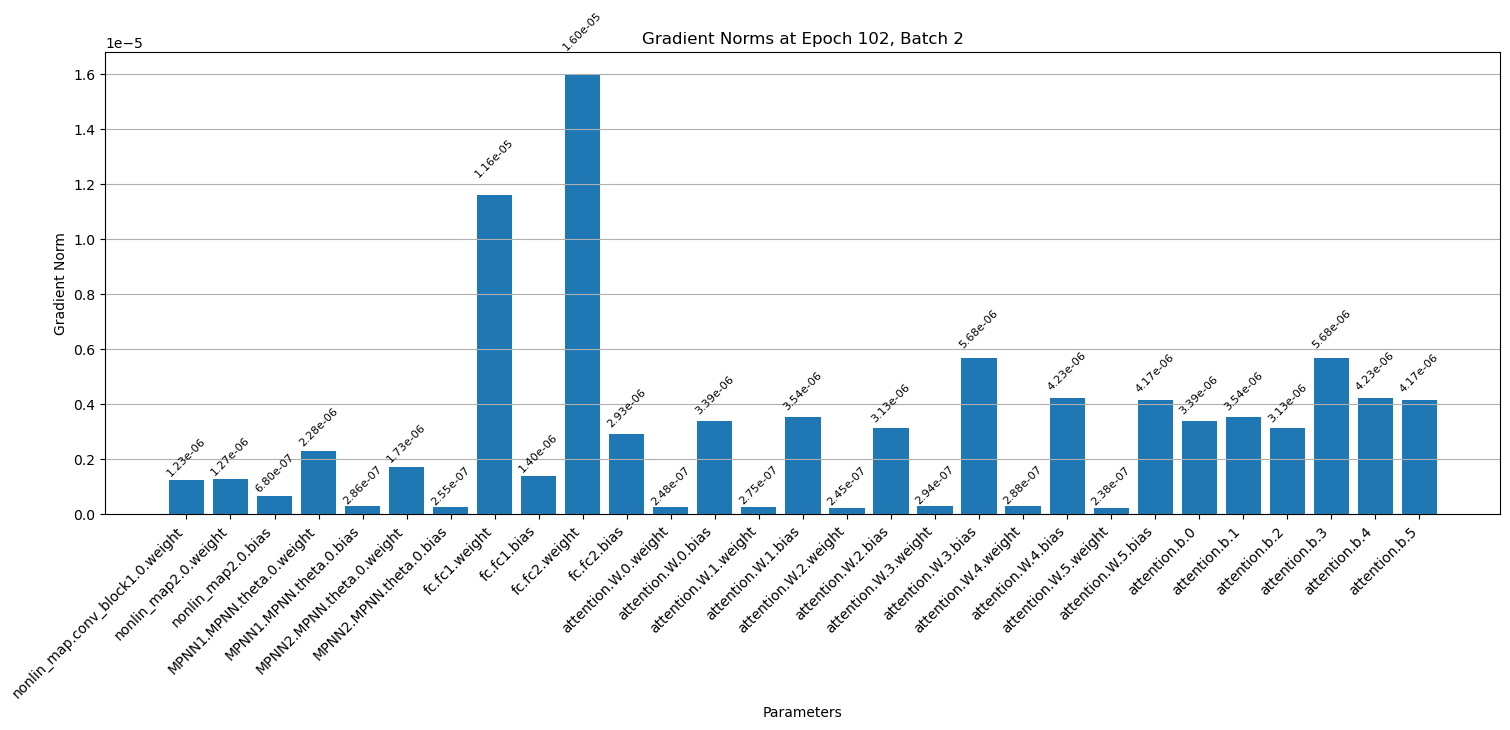 Gradient Norms at Epoch 102, Batch 2
1e−5
Gradient Norm
1.6
1.4
1.2
1.0
0.8
0.6
0.4
0.2
0.0
1.23e-06
1.27e-06
6.80e-07
2.28e-06
2.86e-07
1.73e-06
2.55e-07
1.16e-05
1.40e-06
1.60e-05
2.93e-06
2.48e-07
3.39e-06
2.75e-07
3.54e-06
2.45e-07
3.13e-06
2.94e-07
5.68e-06
2.88e-07
4.23e-06
2.38e-07
4.17e-06
3.39e-06
3.54e-06
3.13e-06
5.68e-06
4.23e-06
4.17e-06
nonlin_map.conv_block1.0.weight
nonlin_map2.0.weight
nonlin_map2.0.bias
MPNN1.MPNN.theta.0.weight
MPNN1.MPNN.theta.0.bias
MPNN2.MPNN.theta.0.weight
MPNN2.MPNN.theta.0.bias
fc.fc1.weight
fc.fc1.bias
fc.fc2.weight
fc.fc2.bias
attention.W.0.weight
attention.W.0.bias
attention.W.1.weight
attention.W.1.bias
attention.W.2.weight
attention.W.2.bias
attention.W.3.weight
attention.W.3.bias
attention.W.4.weight
attention.W.4.bias
attention.W.5.weight
attention.W.5.bias
attention.b.0
attention.b.1
attention.b.2
attention.b.3
attention.b.4
attention.b.5
Parameters